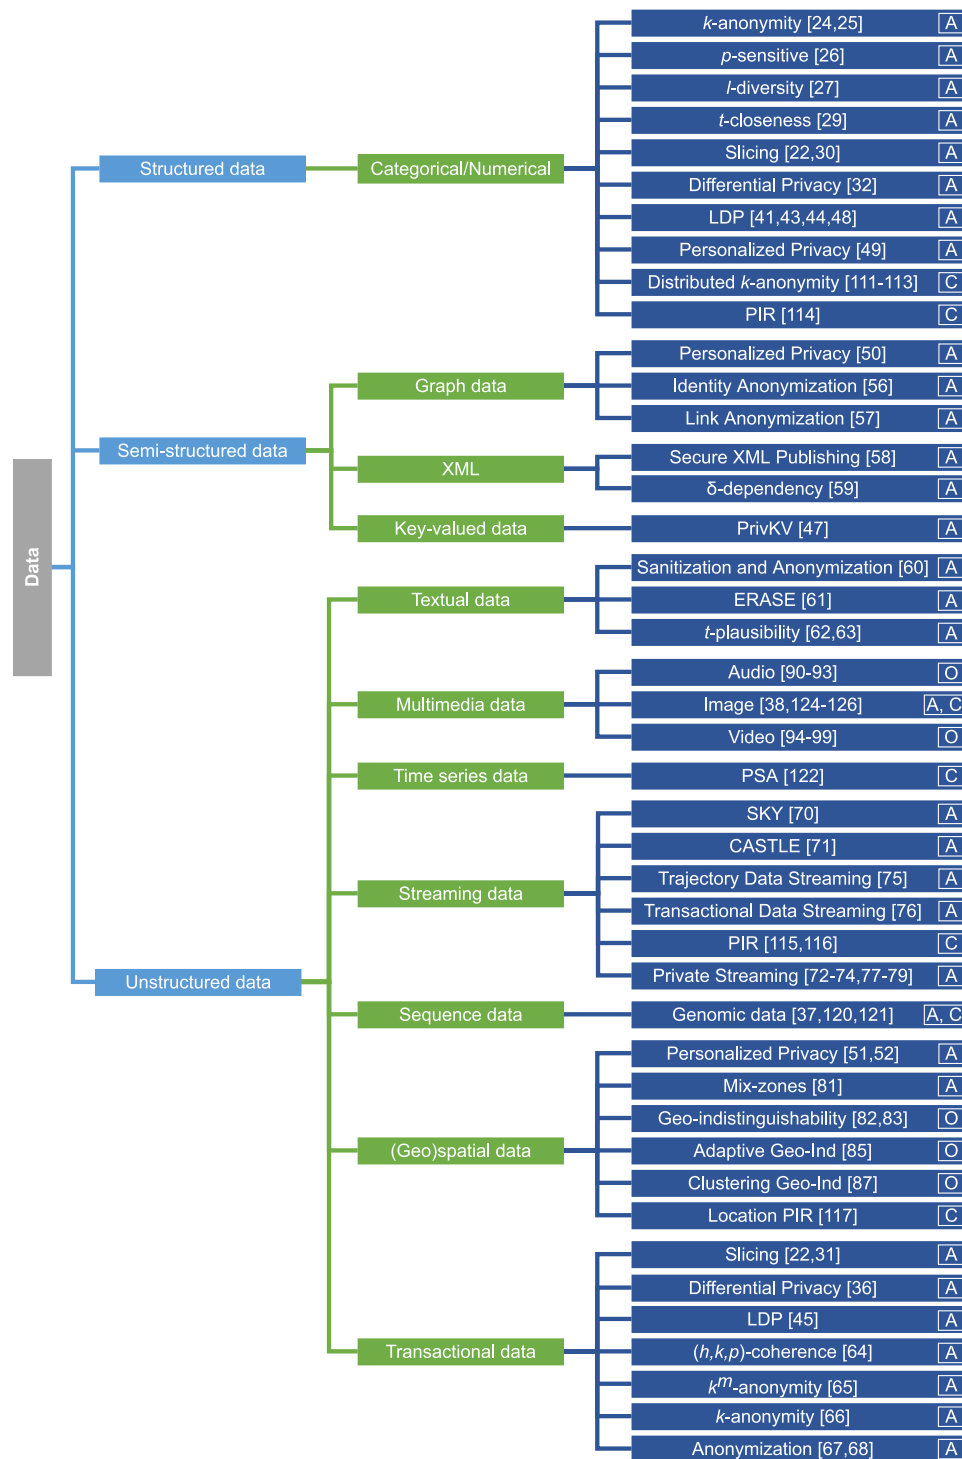 Data
Structured data
Categorical/Numerical
k-anonymity [24,25] A
p-sensitive [26] A
l-diversity [27] A
t-closeness [29] A
Slicing [22,30] A
Differential Privacy [32] A
LDP [41,43,44,48] A
Personalized Privacy [49] A
Distributed k-anonymity [111-113] C
PIR [114] C
Semi-structured data
Graph data
Personalized Privacy [50] A
Identity Anonymization [56] A
Link Anonymization [57] A
XML
Secure XML Publishing [58] A
δ-dependency [59] A
Key-valued data
PrivKV [47] A
Unstructured data
Textual data
Sanitization and Anonymization [60] A
ERASE [61] A
t-plausibility [62,63] A
Multimedia data
Audio [90-93] O
Image [38,124-126] A, C
Video [94-99] O
Time series data
PSA [122] C
Streaming data
SKY [70] A
CASTLE [71] A
Trajectory Data Streaming [75] A
Transactional Data Streaming [76] A
PIR [115,116] C
Private Streaming [72-74,77-79] A
Sequence data
Genomic data [37,120,121] A, C
(Geo)spatial data
Personalized Privacy [51,52] A
Mix-zones [81] A
Geo-indistinguishability [82,83] O
Adaptive Geo-Ind [85] O
Clustering Geo-Ind [87] O
Location PIR [117] C
Transactional data
Slicing [22,31] A
Differential Privacy [36] A
LDP [45] A
(h,k,p)-coherence [64] A
k^m-anonymity [65] A
k-anonymity [66] A
Anonymization [67,68] A